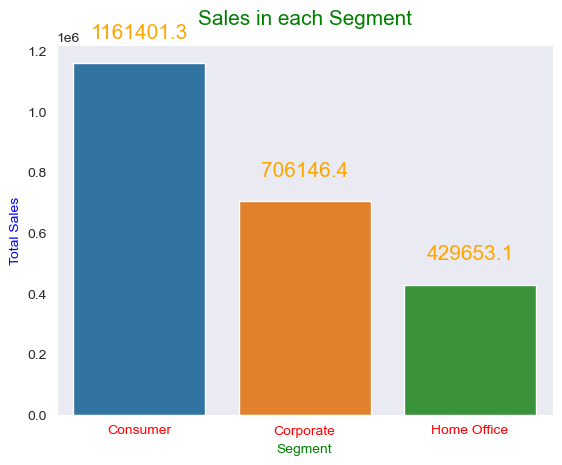 Sales in each Segment
1161401.3
1e6
1.2
1.0
0.8
0.6
0.4
0.2
0.0
Total Sales
706146.4
429653.1
Consumer
Corporate
Home Office
Segment